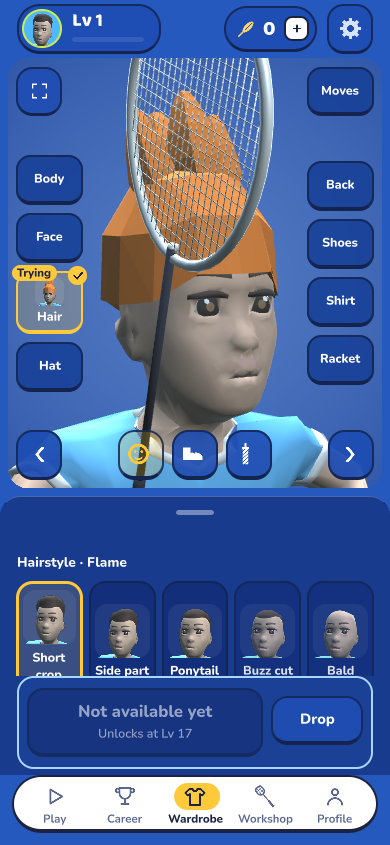 Lv 1
0
+
Moves
Body
Back
Face
Shoes
Trying
Hair
Shirt
Hat
Racket
Hairstyle · Flame
Short crop
Side part
Ponytail
Buzz cut
Bald
Not available yet
Unlocks at Lv 17
Drop
Play
Career
Wardrobe
Workshop
Profile